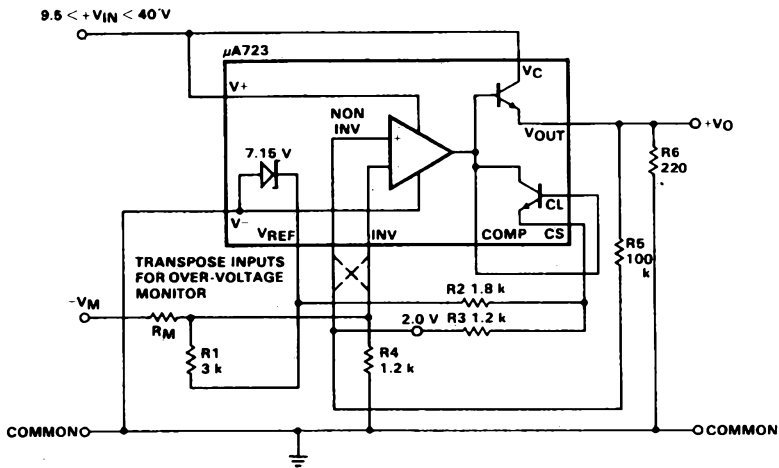 9.5 < +VIN < 40 V
μA723
V+
VC
NON
INV
+
VOUT
+VO
7.15 V
R6
220
CL
V−
VREF
INV
COMP
CS
R5
100
k
TRANSPOSE INPUTS
FOR OVER-VOLTAGE
MONITOR
R2 1.8 k
-VM
2.0 V
R3 1.2 k
RM
R1
3 k
R4
1.2 k
COMMON
COMMON